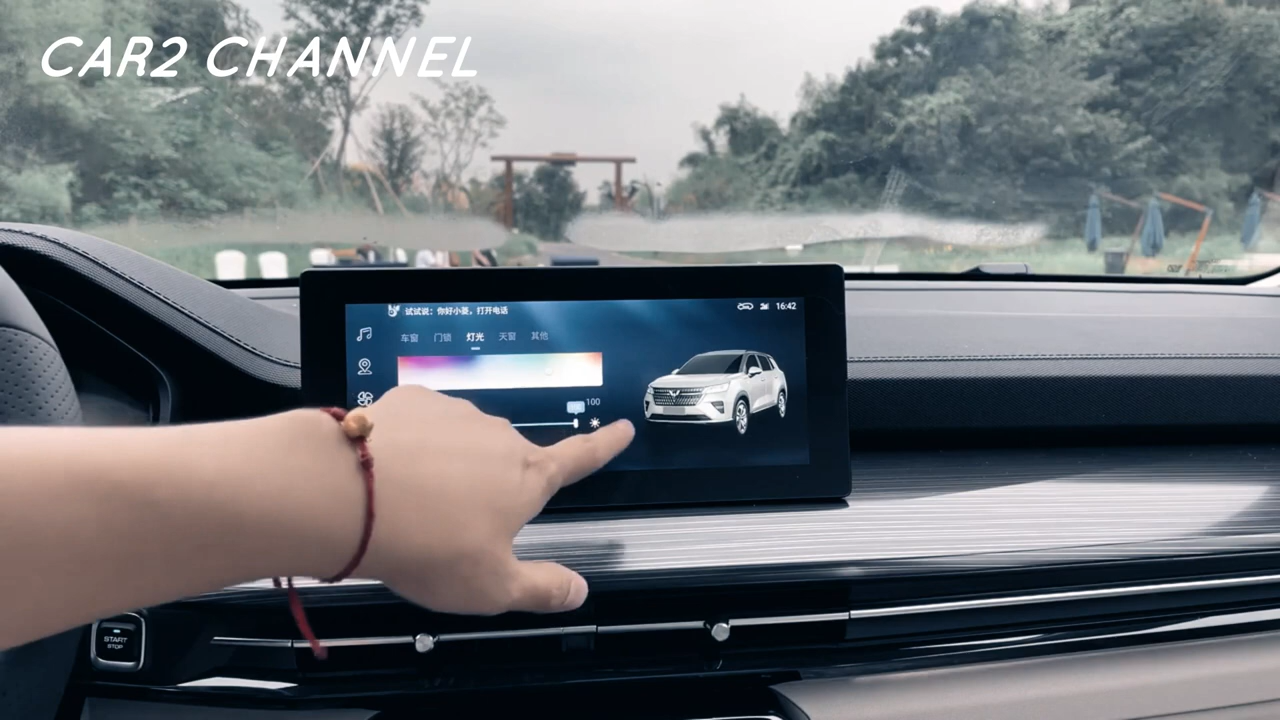 CAR2 CHANNEL
试试说：你好小菱，打开电话
16:42
车窗 门锁 灯光 天窗 其他
100
START
STOP